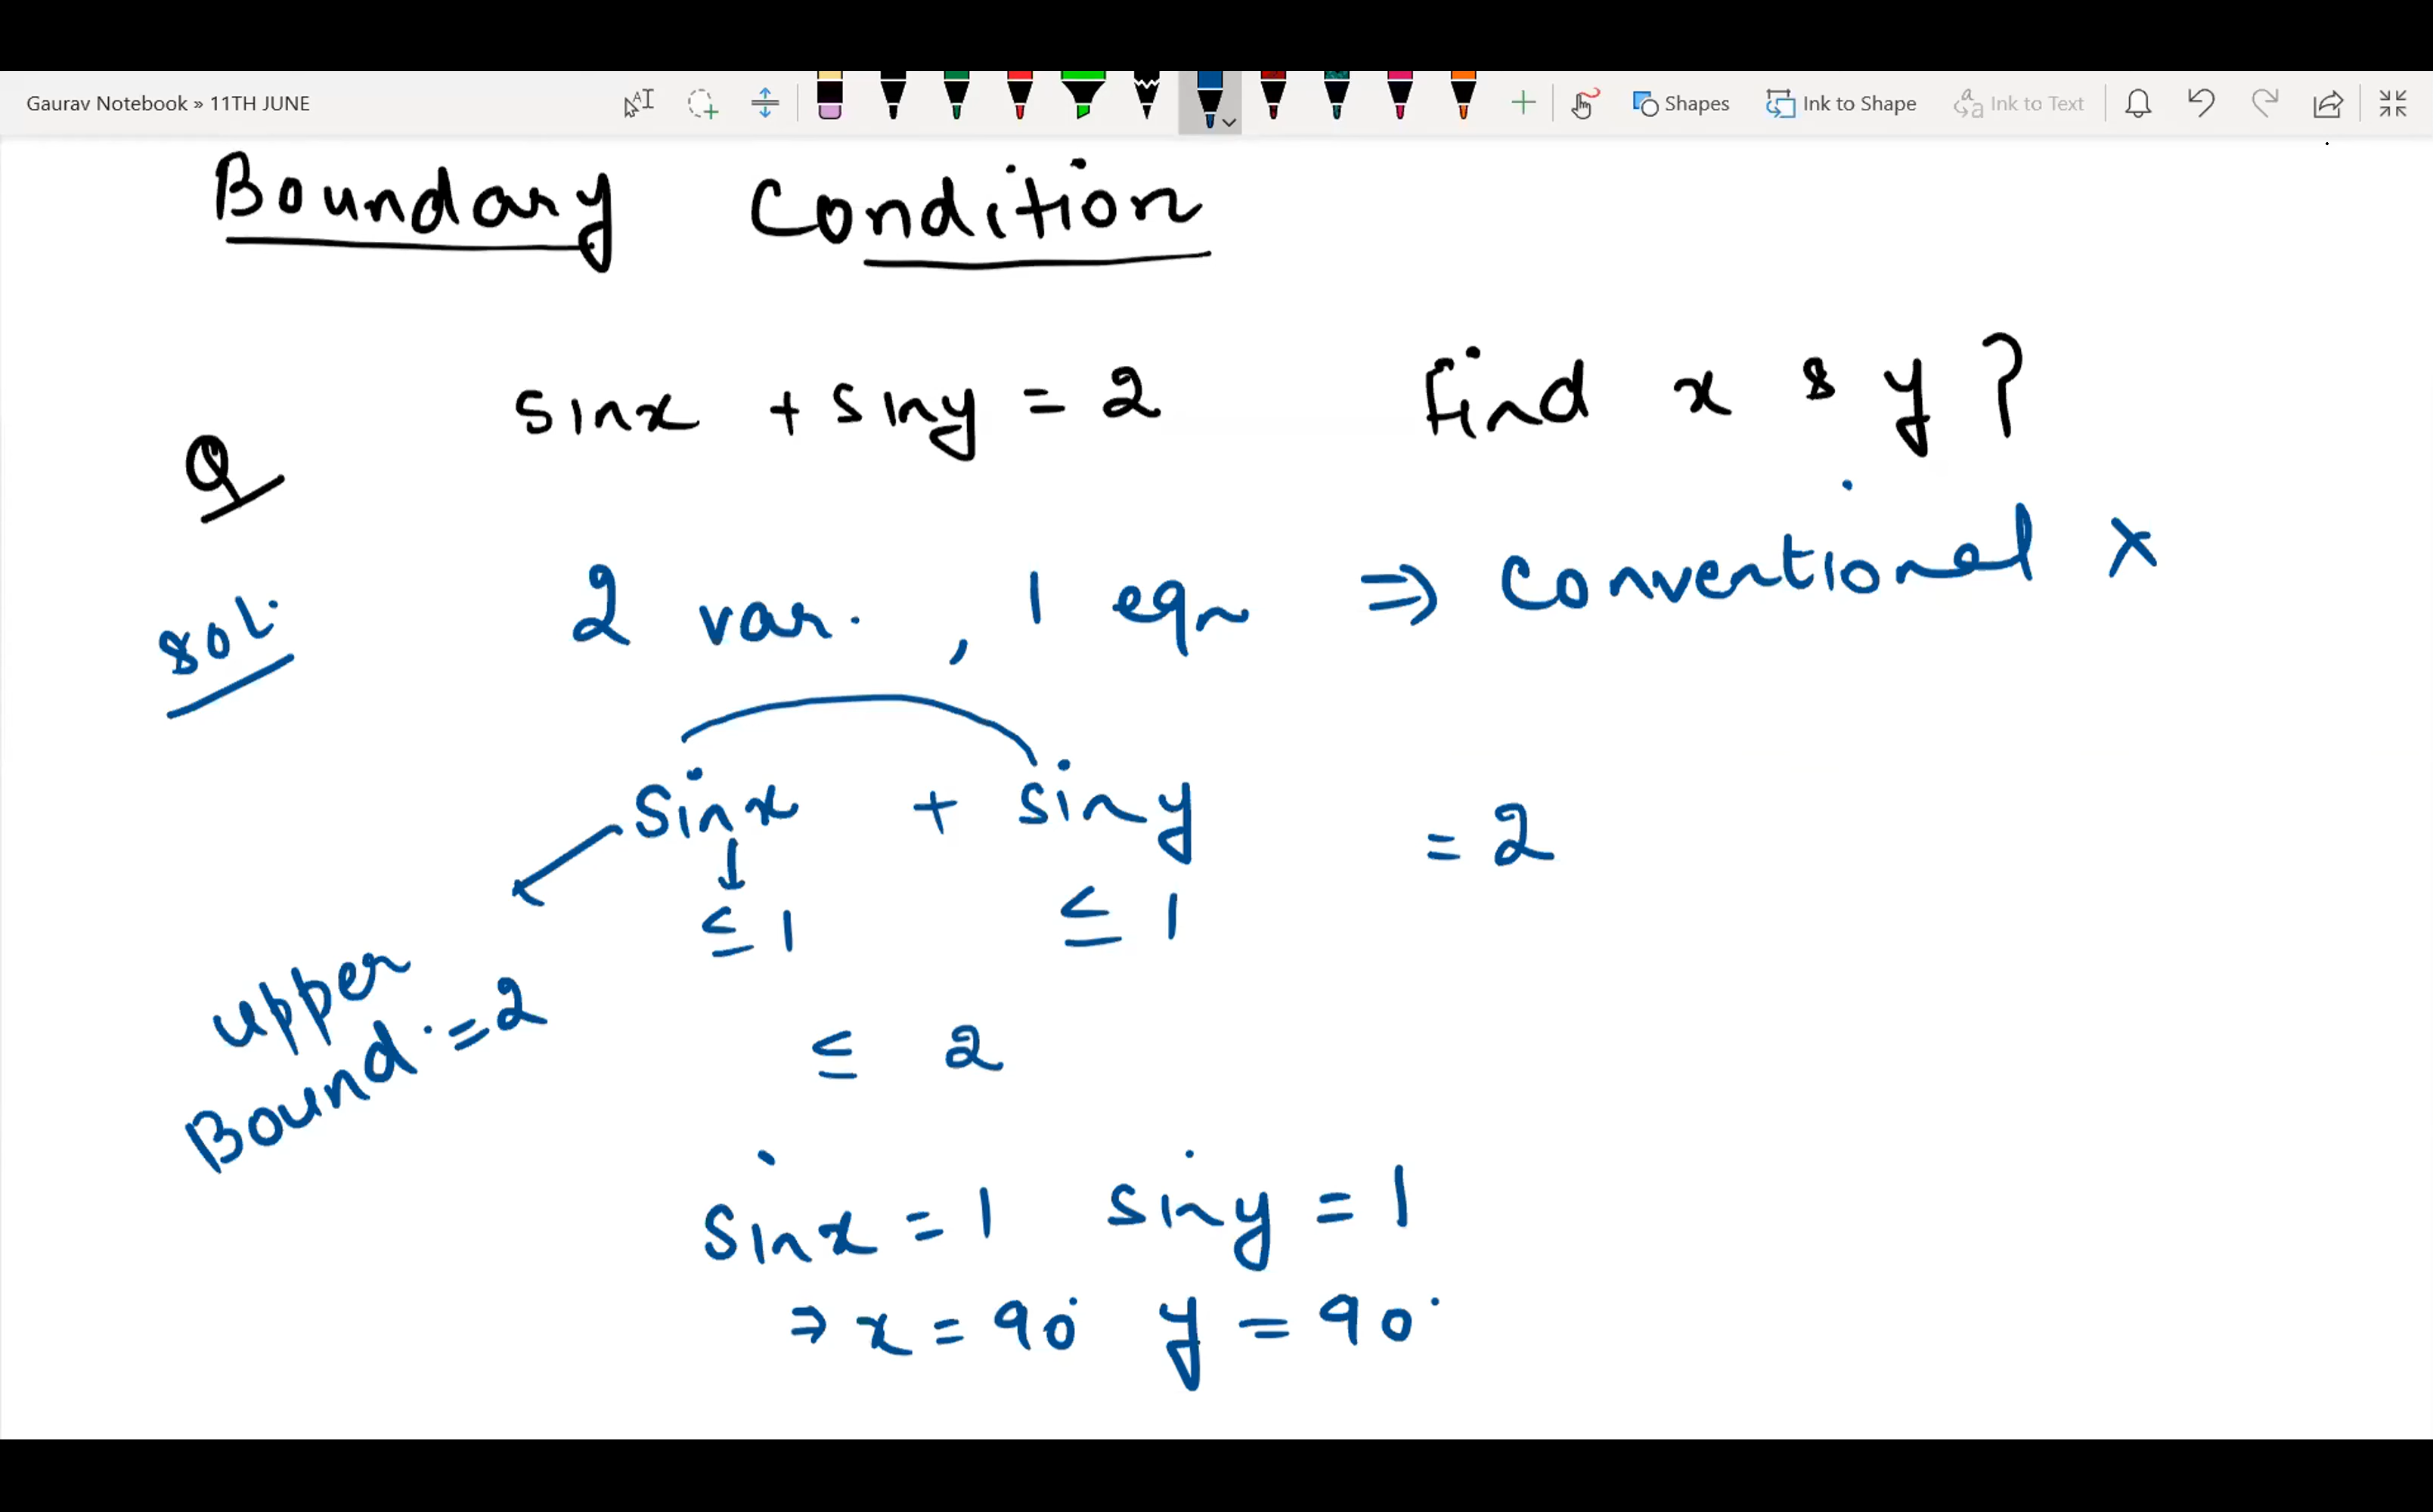 Gaurav Notebook » 11TH JUNE
Shapes
Ink to Shape
Ink to Text
Boundary Condition
Q sinx + siny = 2 Find x & y ?
Sol. 2 var. , 1 eqn ⇒ Conventional ×
Sinx + siny = 2
↓
≤ 1 ≤ 1
Upper
Bound. = 2
≤ 2
Sinx = 1 siny = 1
⇒ x = 90° y = 90°